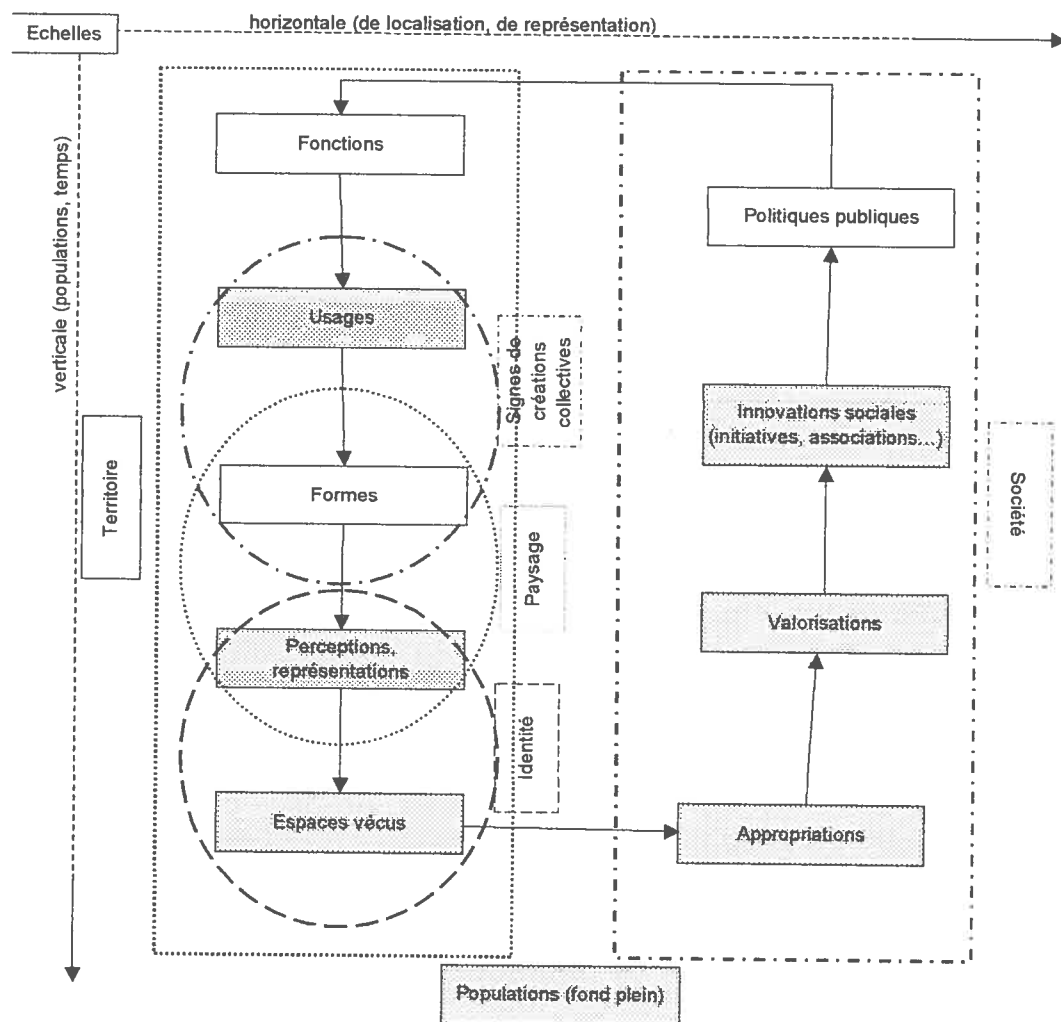 Echelles
horizontale (de localisation, de représentation)
verticale (populations, temps)
Fonctions
Politiques publiques
Usages
Signes de
créations
collectives
Innovations sociales
(initiatives, associations...)
Territoire
Formes
Société
Paysage
Valorisations
Perceptions,
représentations
Identité
Espaces vécus
Appropriations
Populations (fond plein)